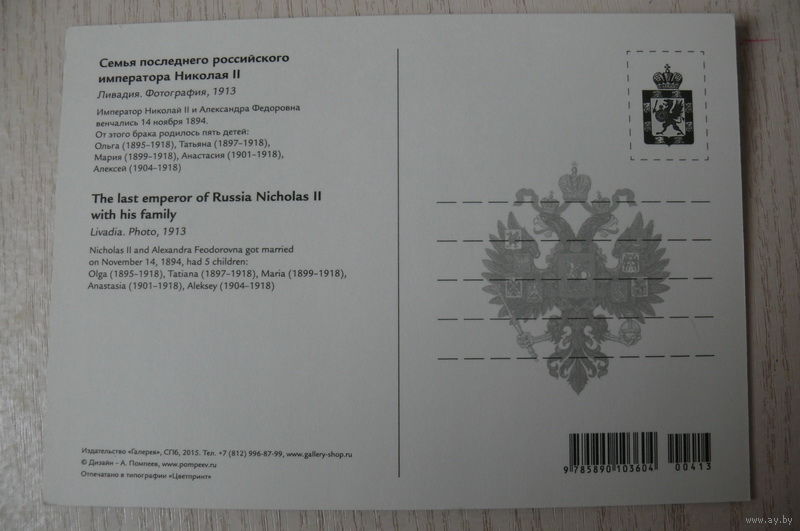 Семья последнего российского
императора Николая II
Ливадия. Фотография, 1913
Император Николай II и Александра Федоровна
венчались 14 ноября 1894.
От этого брака родилось пять детей:
Ольга (1895–1918), Татьяна (1897–1918),
Мария (1899–1918), Анастасия (1901–1918),
Алексей (1904–1918)
The last emperor of Russia Nicholas II
with his family
Livadia. Photo, 1913
Nicholas II and Alexandra Feodorovna got married
on November 14, 1894, had 5 children:
Olga (1895–1918), Tatiana (1897–1918), Maria (1899–1918),
Anastasia (1901–1918), Aleksey (1904–1918)
Издательство «Галерея», СПб, 2015. Тел. +7 (812) 996-87-99, www.gallery-shop.ru
© Дизайн – А. Помпеев, www.pompeev.ru
Отпечатано в типографии «Цветпринт»
9 785890 103604
00413
www.ay.by